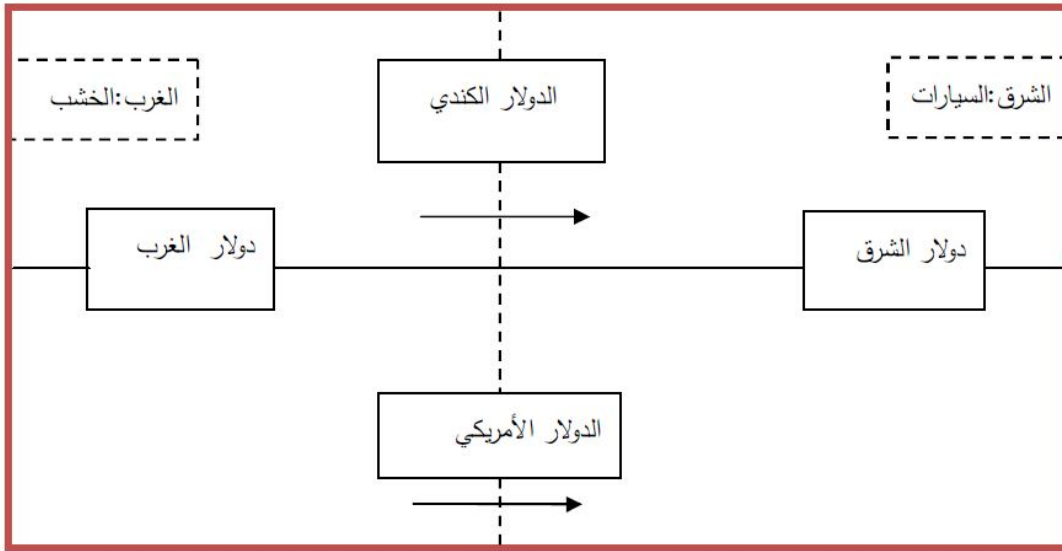 الدولار الكندي
الشرق:السيارات
الغرب:الخشب
دولار الشرق
دولار الغرب
الدولار الأمريكي